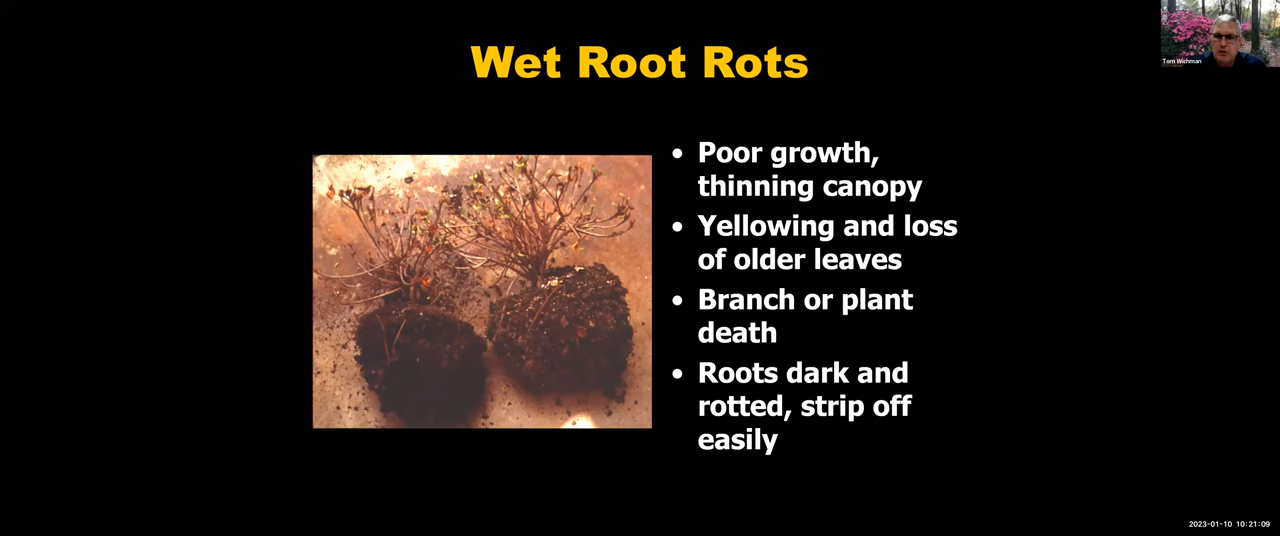 Wet Root Rots
Tom Wichman
• Poor growth,
thinning canopy
• Yellowing and loss
of older leaves
• Branch or plant
death
• Roots dark and
rotted, strip off
easily
2023-01-10 10:21:09